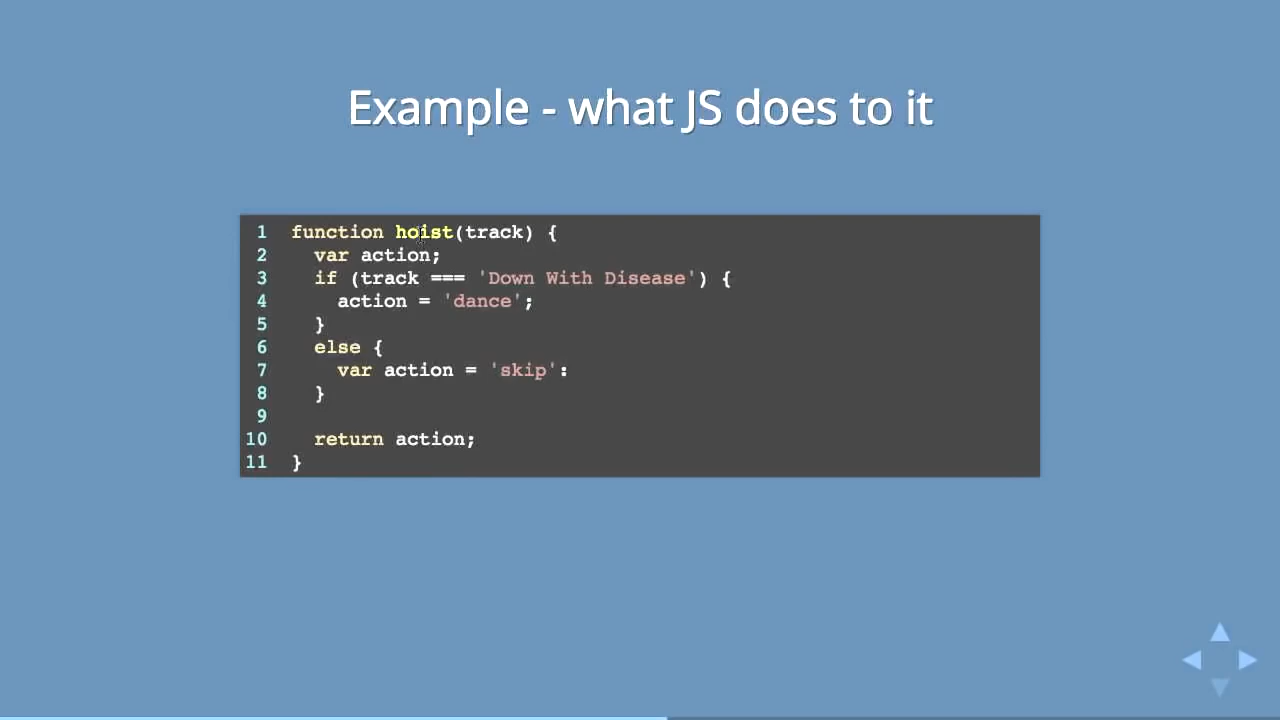 Example - what JS does to it
1 function hoist(track) {
2   var action;
3   if (track === 'Down With Disease') {
4     action = 'dance';
5   }
6   else {
7     var action = 'skip':
8   }
9
10   return action;
11 }